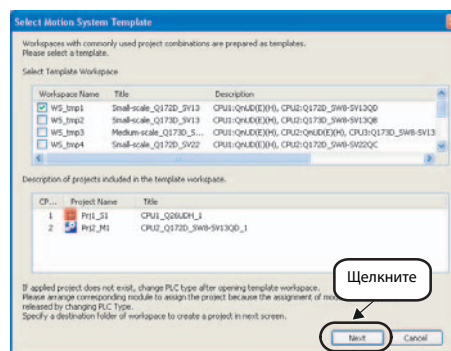 Select Motion System Template
Workspaces with commonly used project combinations are prepared as templates.
Please select a template.
Select Template Workspace
Workspace Name Title Description
WS_tmp1 Small-scale_Q172D_SV13 CPU1:QnUD(E)(H), CPU2:Q172D_SW8-SV13QD
WS_tmp2 Small-scale_Q173D_SV13 CPU1:QnUD(E)(H), CPU2:Q173D_SW8-SV13QB
WS_tmp3 Medium-scale_Q173D_S... CPU1:QnUD(E)(H), CPU2:QnUD(E)(H), CPU3:Q173D_SW8-SV13
WS_tmp4 Small-scale_Q172D_SV22 CPU1:QnUD(E)(H), CPU2:Q172D_SW8-SV22QC
Description of projects included in the template workspace.
CP... Project Name Title
1 Prj1_S1 CPU1_Q26UDH_1
2 Prj2_M1 CPU2_Q172D_SW8-SV13QD_1
Щелкните
If applied project does not exist, change PLC type after opening template workspace.
Please arrange corresponding module to assign the project because the assignment of
released by changing PLC Type.
Specify a destination folder of workspace to create a project in next screen.
Next Cancel